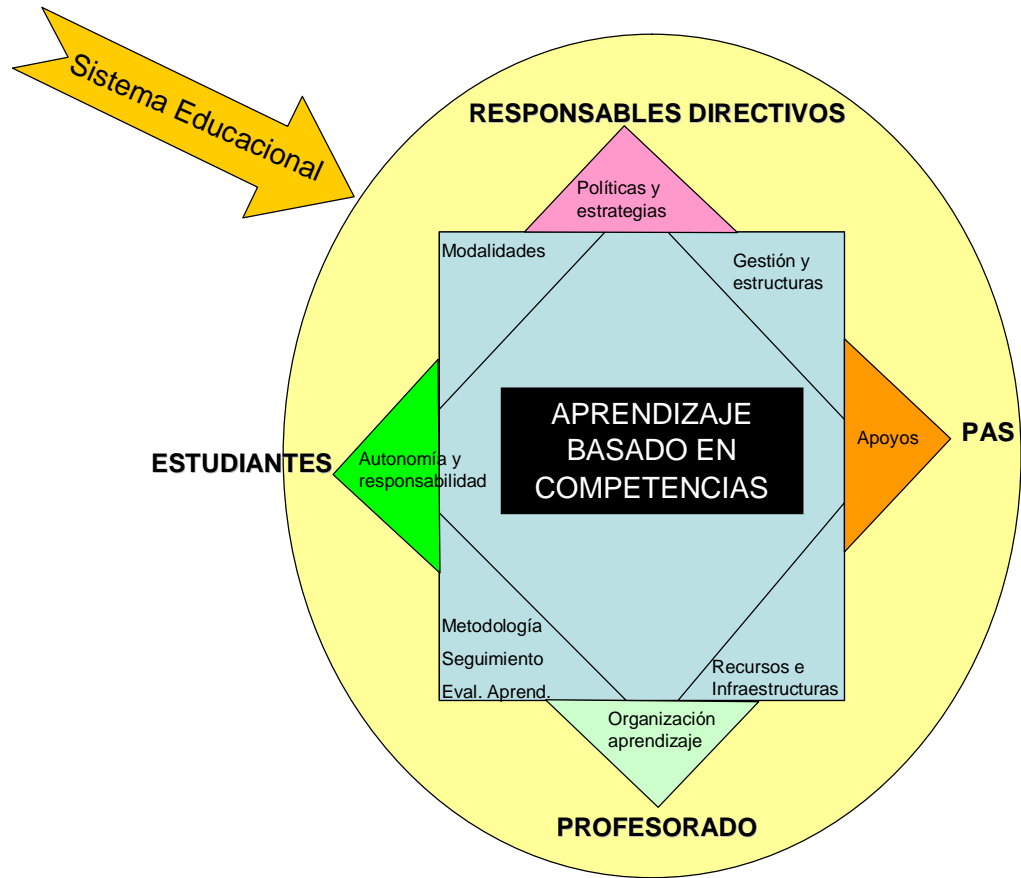 Sistema Educacional
RESPONSABLES DIRECTIVOS
Políticas y
estrategias
Modalidades
Gestión y
estructuras
APRENDIZAJE
BASADO EN
COMPETENCIAS
ESTUDIANTES
Autonomía y
responsabilidad
Apoyos
PAS
Metodología
Seguimiento
Eval. Aprend.
Recursos e
Infraestructuras
Organización
aprendizaje
PROFESORADO